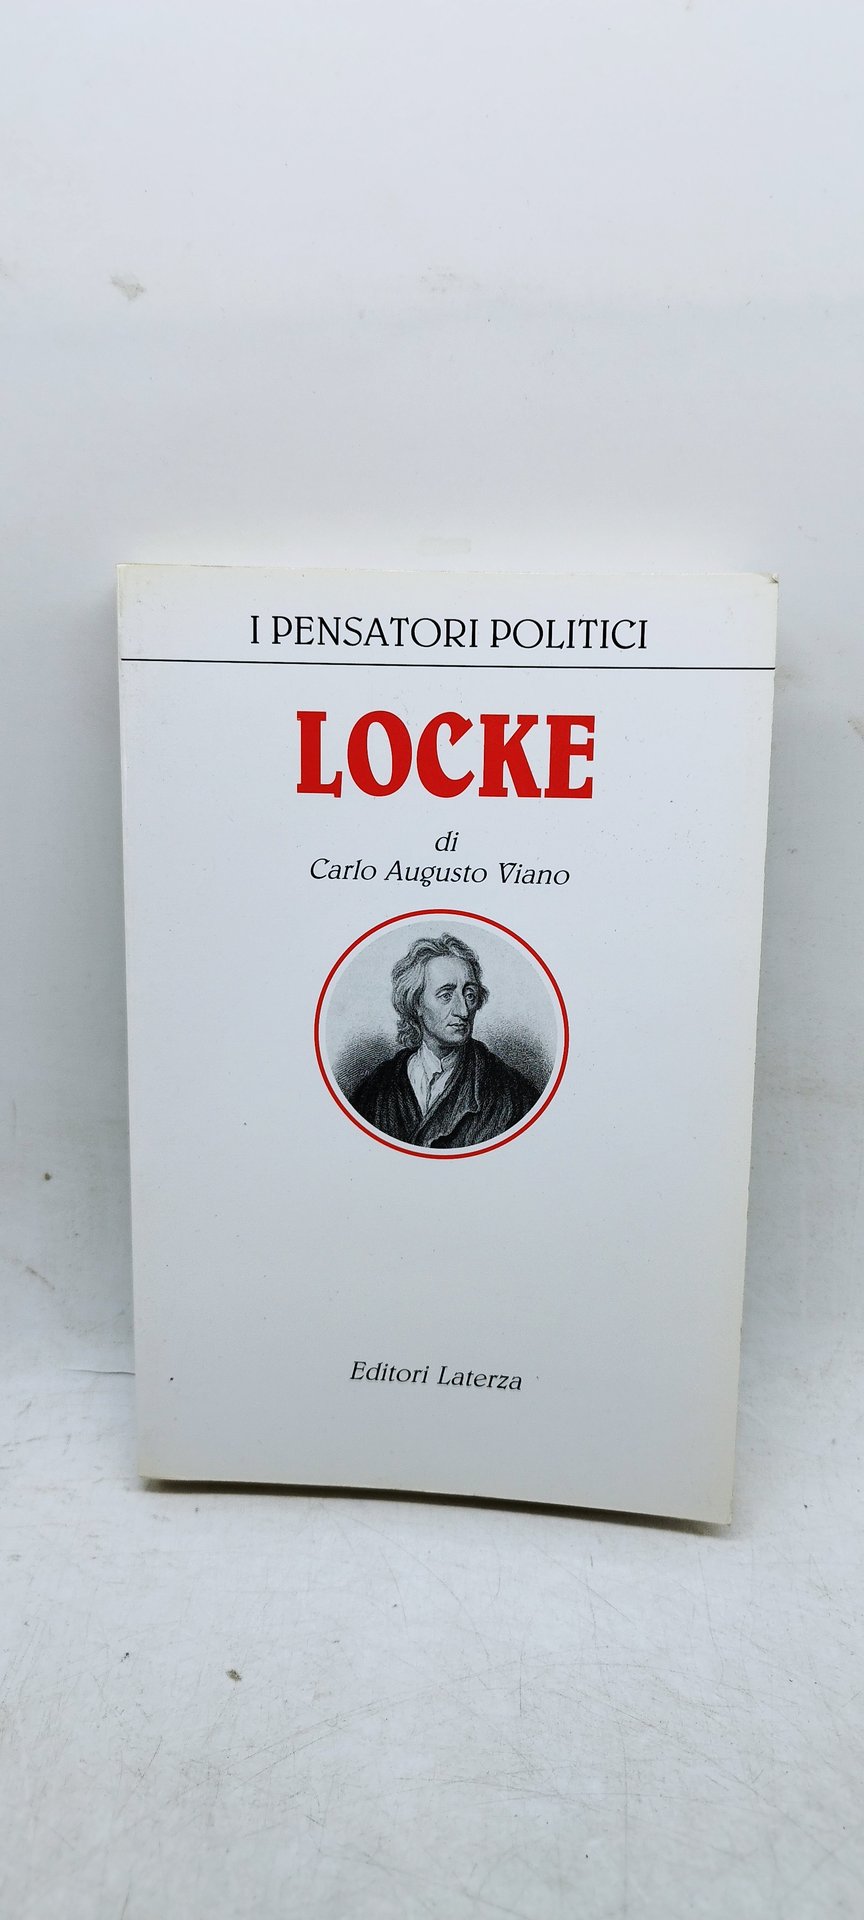 I PENSATORI POLITICI
LOCKE
di
Carlo Augusto Viano
Editori Laterza